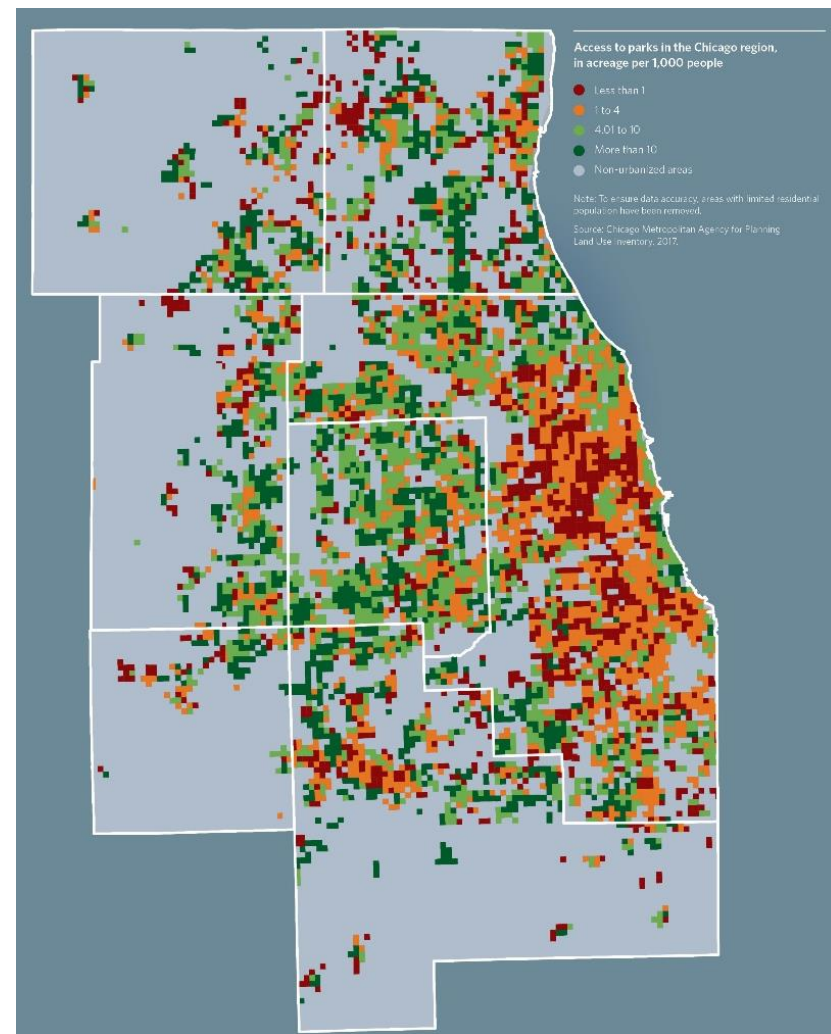 Access to parks in the Chicago region,
in acreage per 1,000 people
Less than 1
1 to 4
4.01 to 10
More than 10
Non-urbanized areas
Note: To ensure data accuracy, areas with limited residential
population have been removed.
Source: Chicago Metropolitan Agency for Planning
Land Use Inventory, 2017.